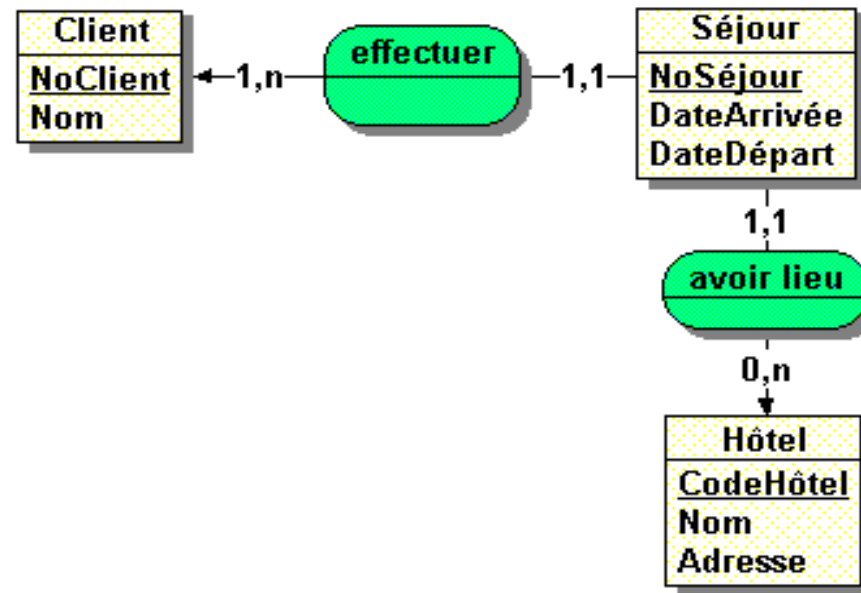 Client
NoClient
Nom
1,n
effectuer
1,1
Séjour
NoSéjour
DateArrivée
DateDépart
1,1
avoir lieu
0,n
Hôtel
CodeHôtel
Nom
Adresse